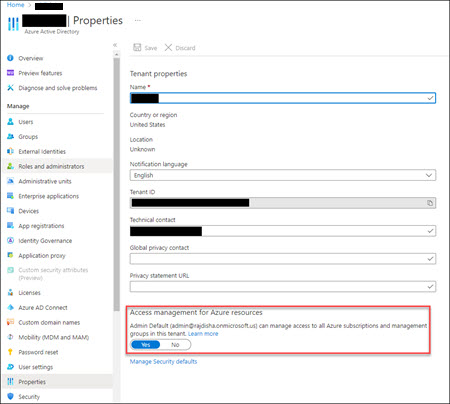 Home >
| Properties ...
Azure Active Directory
«
Save
Discard
Overview
Preview features
Diagnose and solve problems
Manage
Users
Groups
External Identities
Roles and administrators
Administrative units
Enterprise applications
Devices
App registrations
Identity Governance
Application proxy
Custom security attributes
(Preview)
Licenses
Azure AD Connect
Custom domain names
Mobility (MDM and MAM)
Password reset
User settings
Properties
Security
Tenant properties
Name *
Country or region
United States
Location
Unknown
Notification language
English
Tenant ID
Technical contact
Global privacy contact
Privacy statement URL
Access management for Azure resources
Admin Default (admin@rajdisha.onmicrosoft.us) can manage access to all Azure subscriptions and management
groups in this tenant. Learn more
Yes No
Manage Security defaults